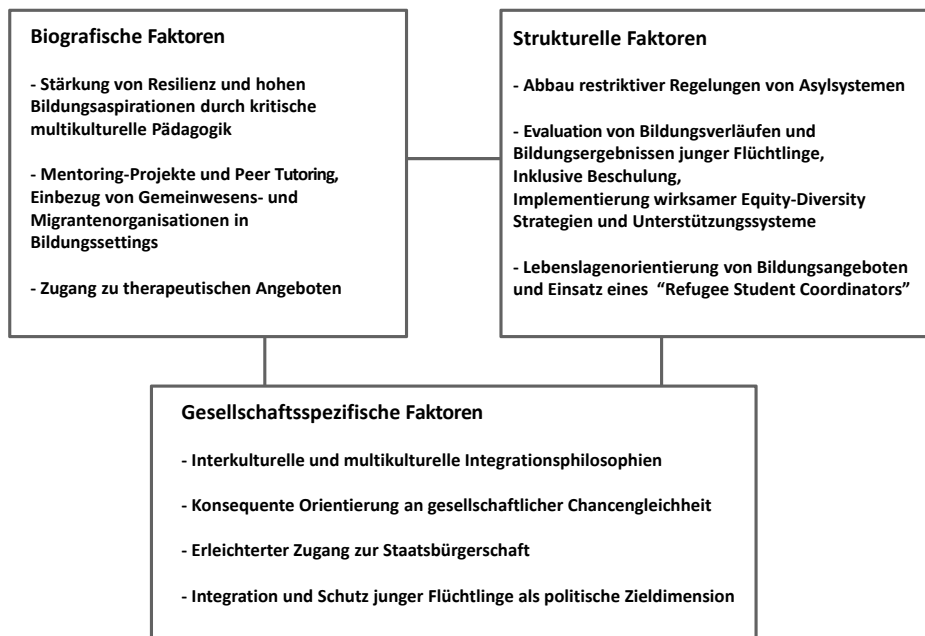 Biografische Faktoren
- Stärkung von Resilienz und hohen
Bildungsaspirationen durch kritische
multikulturelle Pädagogik
- Mentoring-Projekte und Peer Tutoring,
Einbezug von Gemeinwesens- und
Migrantenorganisationen in
Bildungssettings
- Zugang zu therapeutischen Angeboten
Strukturelle Faktoren
- Abbau restriktiver Regelungen von Asylsystemen
- Evaluation von Bildungsverläufen und
Bildungsergebnissen junger Flüchtlinge,
Inklusive Beschulung,
Implementierung wirksamer Equity-Diversity
Strategien und Unterstützungssysteme
- Lebenslagenorientierung von Bildungsangeboten
und Einsatz eines “Refugee Student Coordinators”
Gesellschaftsspezifische Faktoren
- Interkulturelle und multikulturelle Integrationsphilosophien
- Konsequente Orientierung an gesellschaftlicher Chancengleichheit
- Erleichterter Zugang zur Staatsbürgerschaft
- Integration und Schutz junger Flüchtlinge als politische Zieldimension